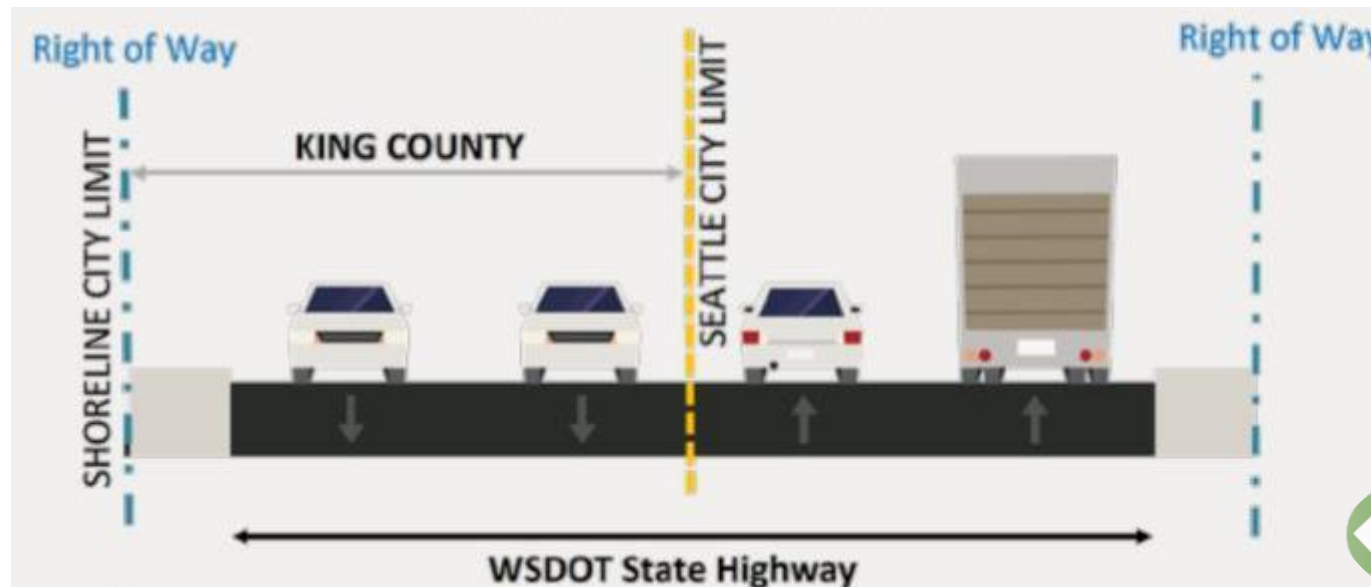 Right of Way
Right of Way
KING COUNTY
SHORELINE CITY LIMIT
SEATTLE CITY LIMIT
WSDOT State Highway